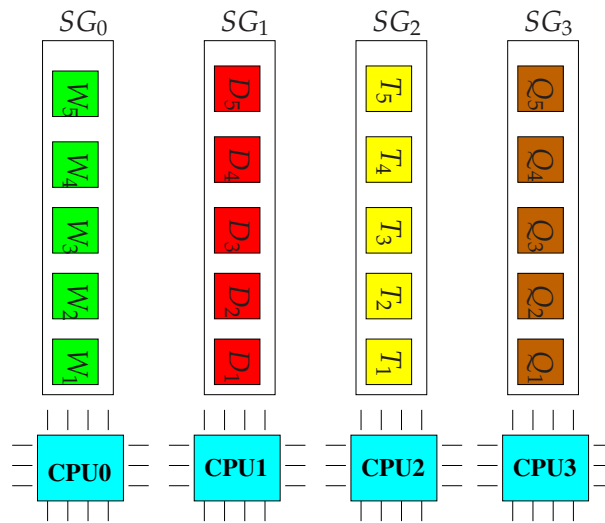 SG₀ SG₁ SG₂ SG₃
W₅ D₅ T₅ Q₅
W₄ D₄ T₄ Q₄
W₃ D₃ T₃ Q₃
W₂ D₂ T₂ Q₂
W₁ D₁ T₁ Q₁
CPU0 CPU1 CPU2 CPU3